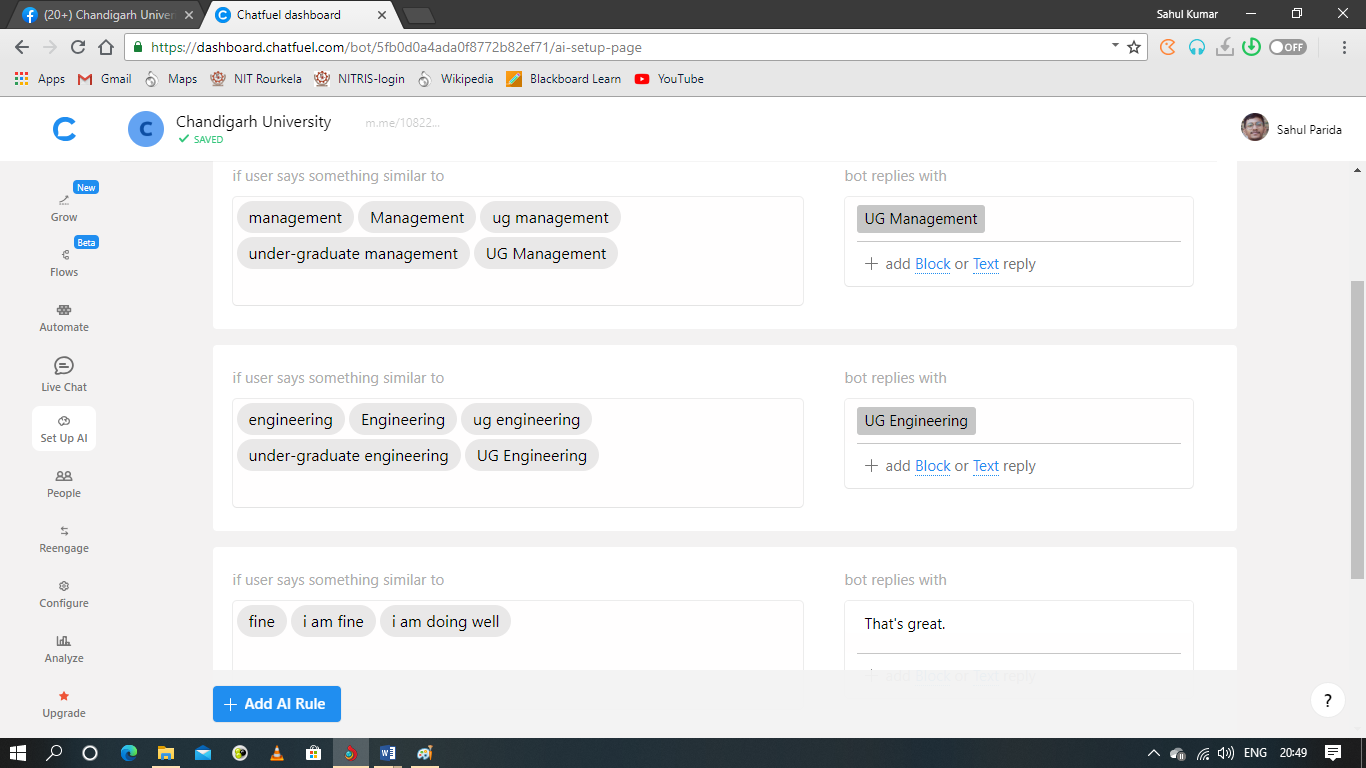 (20+) Chandigarh Univer
Chatfuel dashboard
Sahul Kumar
https://dashboard.chatfuel.com/bot/5fb0d0a4ada0f8772b82ef71/ai-setup-page
OFF
Apps Gmail Maps NIT Rourkela NITRIS-login Wikipedia Blackboard Learn YouTube
C Chandigarh University m.me/10822...
SAVED
Sahul Parida
New
Grow
Beta
Flows
Automate
Live Chat
Set Up AI
People
Reengage
Configure
Analyze
Upgrade
if user says something similar to
management Management ug management
under-graduate management UG Management
bot replies with
UG Management
+ add Block or Text reply
if user says something similar to
engineering Engineering ug engineering
under-graduate engineering UG Engineering
bot replies with
UG Engineering
+ add Block or Text reply
if user says something similar to
fine i am fine i am doing well
bot replies with
That's great.
+ add Block or Text reply
+ Add AI Rule
?
ENG 20:49